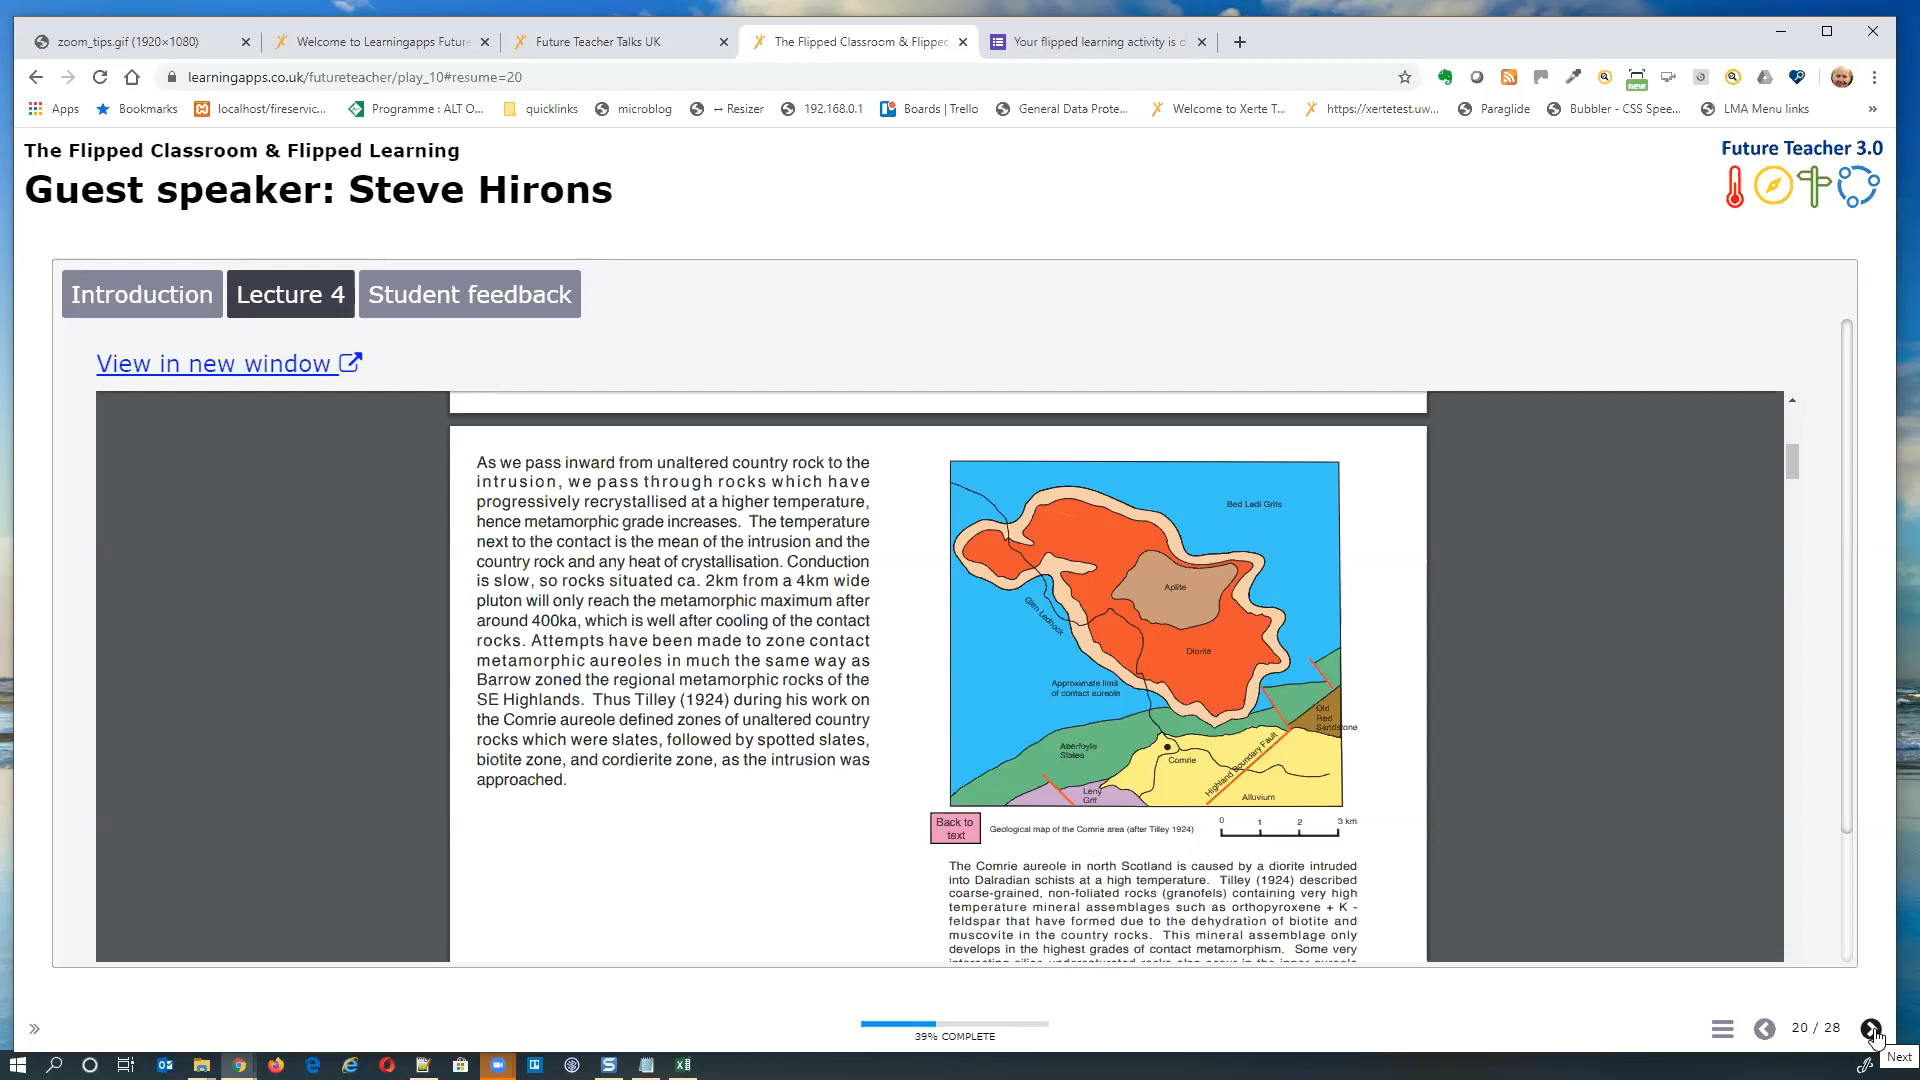 zoom_tips.gif (1920×1080)
Welcome to Learningapps Future
Future Teacher Talks UK
The Flipped Classroom & Flipped
Your flipped learning activity is
learningapps.co.uk/futureteacher/play_10#resume=20
new
Apps
Bookmarks
localhost/fireservic...
Programme : ALT O...
quicklinks
microblog
↔ Resizer
192.168.0.1
Boards | Trello
General Data Prote...
Welcome to Xerte T...
https://xertetest.uw...
Paraglide
Bubbler - CSS Spee...
LMA Menu links
»
The Flipped Classroom & Flipped Learning
Guest speaker: Steve Hirons
Future Teacher 3.0
Introduction
Lecture 4
Student feedback
View in new window
As we pass inward from unaltered country rock to the
intrusion, we pass through rocks which have
progressively recrystallised at a higher temperature,
hence metamorphic grade increases. The temperature
next to the contact is the mean of the intrusion and the
country rock and any heat of crystallisation. Conduction
is slow, so rocks situated ca. 2km from a 4km wide
pluton will only reach the metamorphic maximum after
around 400ka, which is well after cooling of the contact
rocks. Attempts have been made to zone contact
metamorphic aureoles in much the same way as
Barrow zoned the regional metamorphic rocks of the
SE Highlands. Thus Tilley (1924) during his work on
the Comrie aureole defined zones of unaltered country
rocks which were slates, followed by spotted slates,
biotite zone, and cordierite zone, as the intrusion was
approached.
Bed Ledi Grits
Aplite
Glen Lednock
Diorite
Approximate limit
of contact aureole
Old
Red
Sandstone
Aberfoyle
Slates
Comrie
Highland Boundary Fault
Leny
Grit
Alluvium
Back to
text
Geological map of the Comrie area (after Tilley 1924)
0 1 2 3 km
The Comrie aureole in north Scotland is caused by a diorite intruded
into Dalradian schists at a high temperature. Tilley (1924) described
coarse-grained, non-foliated rocks (granofels) containing very high
temperature mineral assemblages such as orthopyroxene + K -
feldspar that have formed due to the dehydration of biotite and
muscovite in the country rocks. This mineral assemblage only
develops in the highest grades of contact metamorphism. Some very
39% COMPLETE
20 / 28
Next